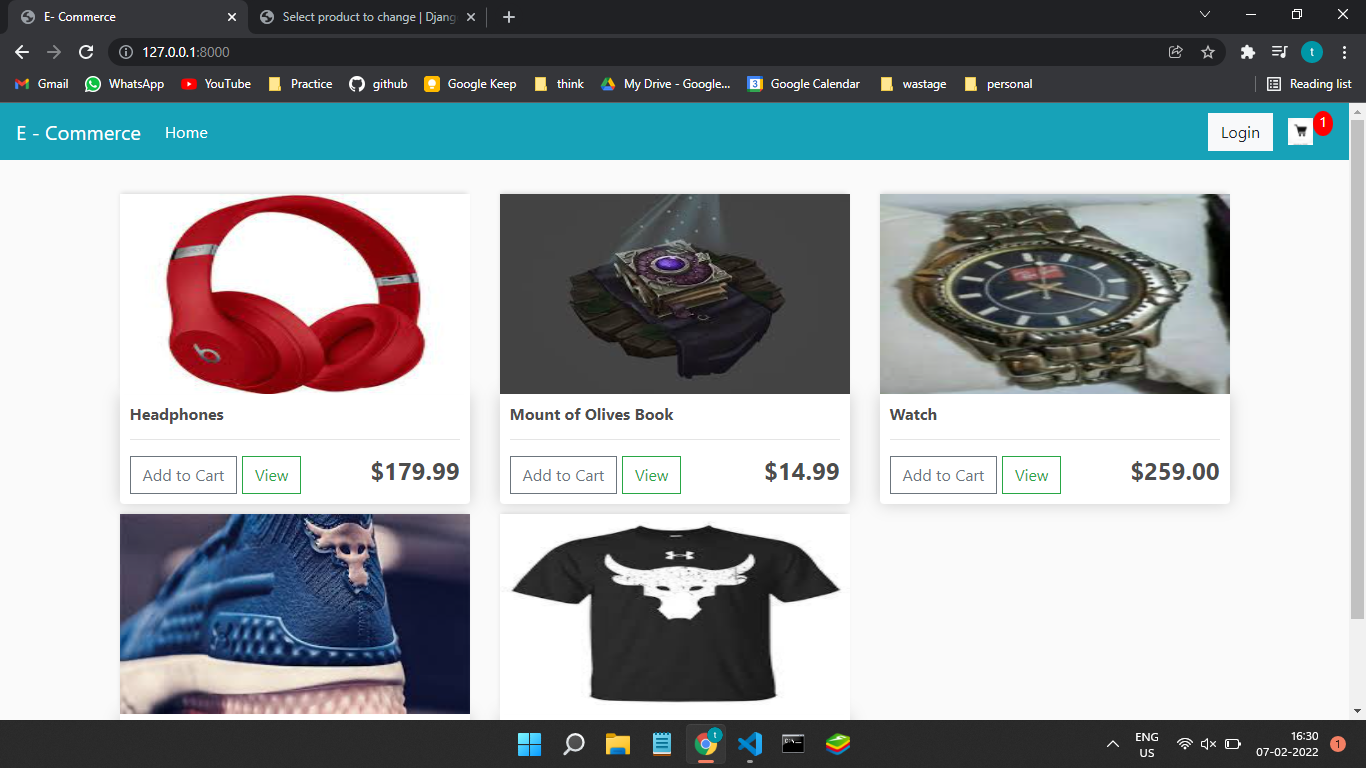 E- Commerce
Select product to change | Djang
127.0.0.1:8000
t
Gmail WhatsApp YouTube Practice github Google Keep think My Drive - Google... 3 Google Calendar wastage personal Reading list
E - Commerce Home Login 1
b
Headphones
Add to Cart View $179.99
Mount of Olives Book
Add to Cart View $14.99
Watch
Add to Cart View $259.00
t
ENG
US
16:30
07-02-2022
1